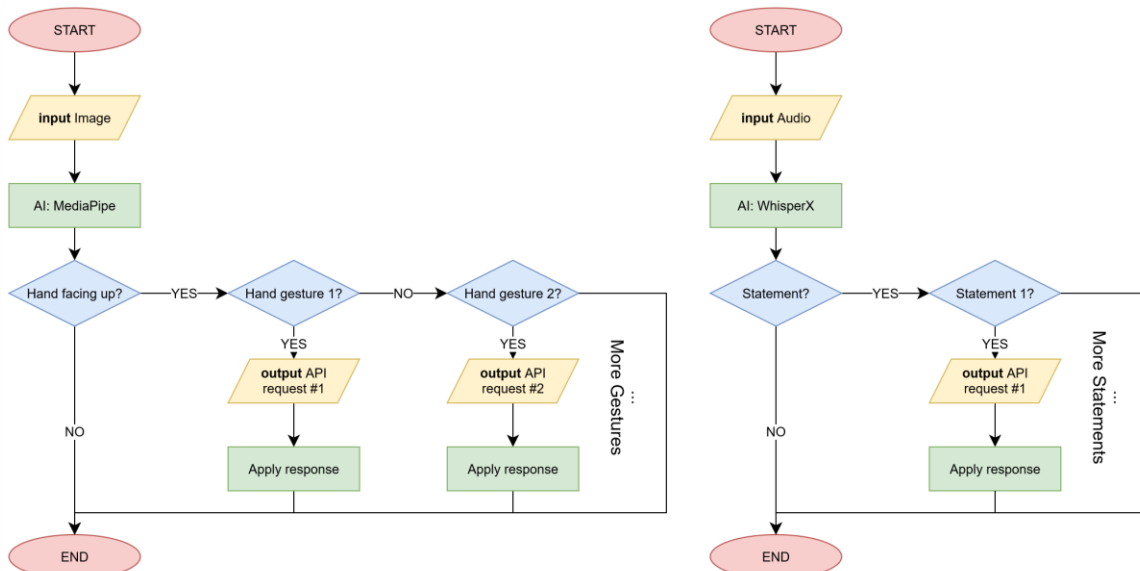 START
input Image
AI: MediaPipe
Hand facing up?
YES
Hand gesture 1?
NO
Hand gesture 2?
YES
output API
request #1
Apply response
YES
output API
request #2
Apply response
More Gestures
...
NO
END
START
input Audio
AI: WhisperX
Statement?
YES
Statement 1?
YES
output API
request #1
Apply response
More Statements
...
NO
END